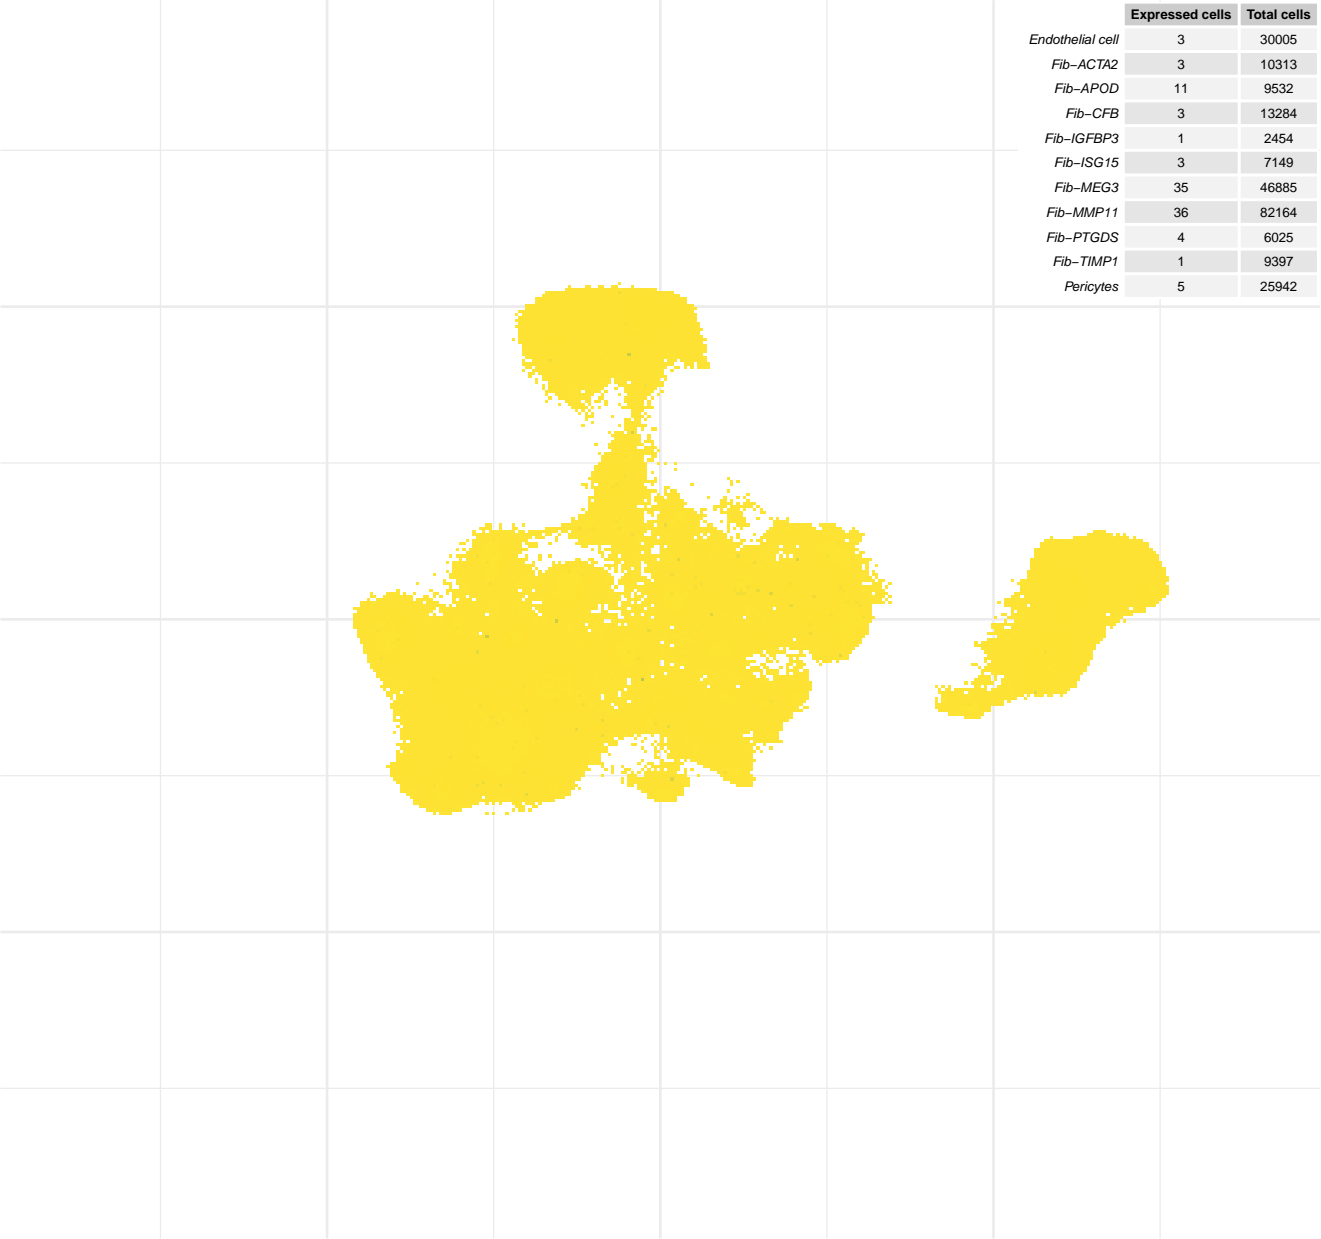 Expressed cells Total cells
Endothelial cell 3 30005
Fib−ACTA2 3 10313
Fib−APOD 11 9532
Fib−CFB 3 13284
Fib−IGFBP3 1 2454
Fib−ISG15 3 7149
Fib−MEG3 35 46885
Fib−MMP11 36 82164
Fib−PTGDS 4 6025
Fib−TIMP1 1 9397
Pericytes 5 25942